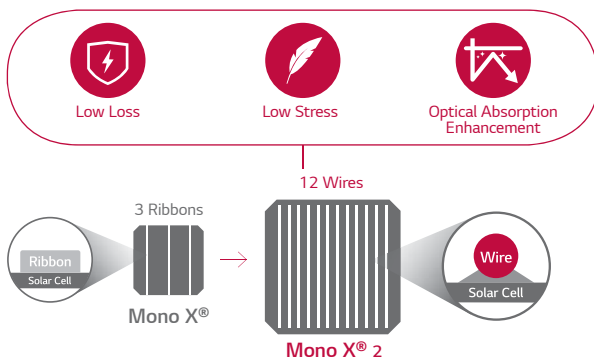 Low Loss
Low Stress
Optical Absorption
Enhancement
12 Wires
3 Ribbons
Ribbon
Solar Cell
Wire
Solar Cell
Mono X®
Mono X® 2